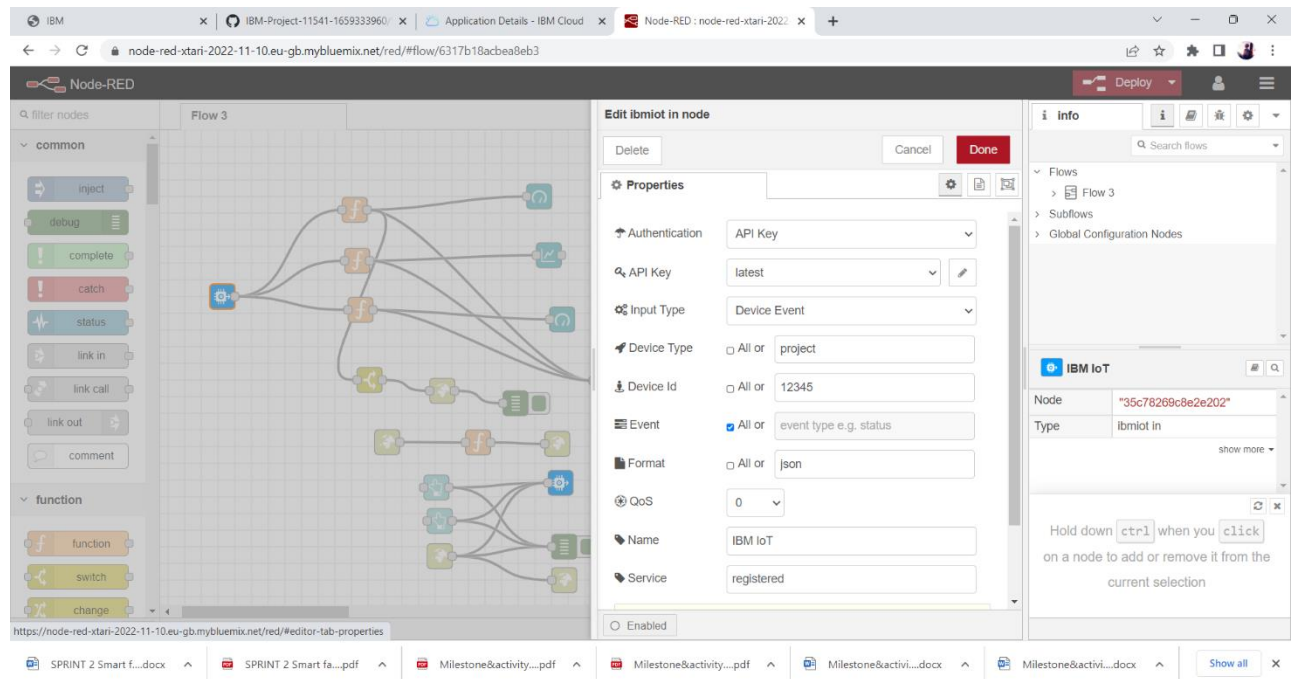 IBM
IBM-Project-11541-1659333960/
Application Details - IBM Cloud
Node-RED : node-red-xtari-2022
node-red-xtari-2022-11-10.eu-gb.mybluemix.net/red/#flow/6317b18acbea8eb3
Node-RED
Deploy
filter nodes
Flow 3
common
inject
debug
complete
catch
status
link in
link call
link out
comment
function
function
switch
change
Edit ibmiot in node
Delete
Cancel
Done
Properties
Authentication
API Key
API Key
latest
Input Type
Device Event
Device Type
All or
project
Device Id
All or
12345
Event
All or
event type e.g. status
Format
All or
json
QoS
0
Name
IBM IoT
Service
registered
Enabled
i info
i
Search flows
Flows
Flow 3
Subflows
Global Configuration Nodes
IBM IoT
Node
"35c78269c8e2e202"
Type
ibmiot in
show more
Hold down ctrl when you click
on a node to add or remove it from the
current selection
https://node-red-xtari-2022-11-10.eu-gb.mybluemix.net/red/#editor-tab-properties
SPRINT 2 Smart f....docx
SPRINT 2 Smart fa....pdf
Milestone&activity....pdf
Milestone&activity....pdf
Milestone&activi....docx
Milestone&activi....docx
Show all